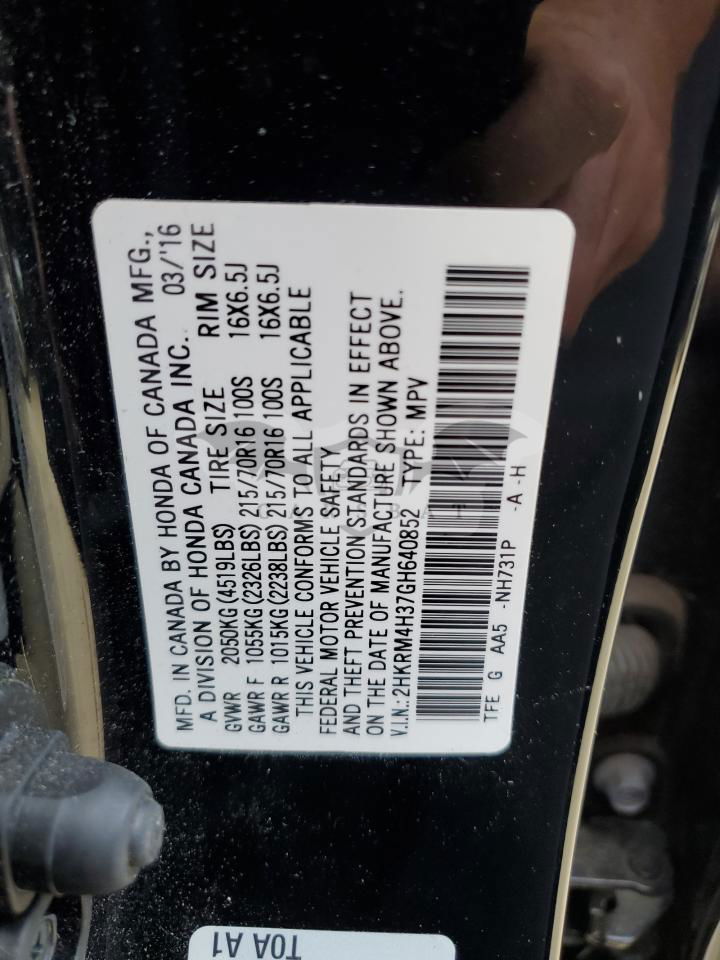 MFD. IN CANADA BY HONDA OF CANADA MFG.,
A DIVISION OF HONDA CANADA INC. 03/'16
GVWR 2050KG (4519LBS) TIRE SIZE RIM SIZE
GAWR F 1055KG (2326LBS) 215/70R16 100S 16X6.5J
GAWR R 1015KG (2238LBS) 215/70R16 100S 16X6.5J
THIS VEHICLE CONFORMS TO ALL APPLICABLE
FEDERAL MOTOR VEHICLE SAFETY
AND THEFT PREVENTION STANDARDS IN EFFECT
ON THE DATE OF MANUFACTURE SHOWN ABOVE.
V.I.N.: 2HKRM4H37GH640852 TYPE: MPV
TFE G AA5 -NH731P -A -H
T0A A1